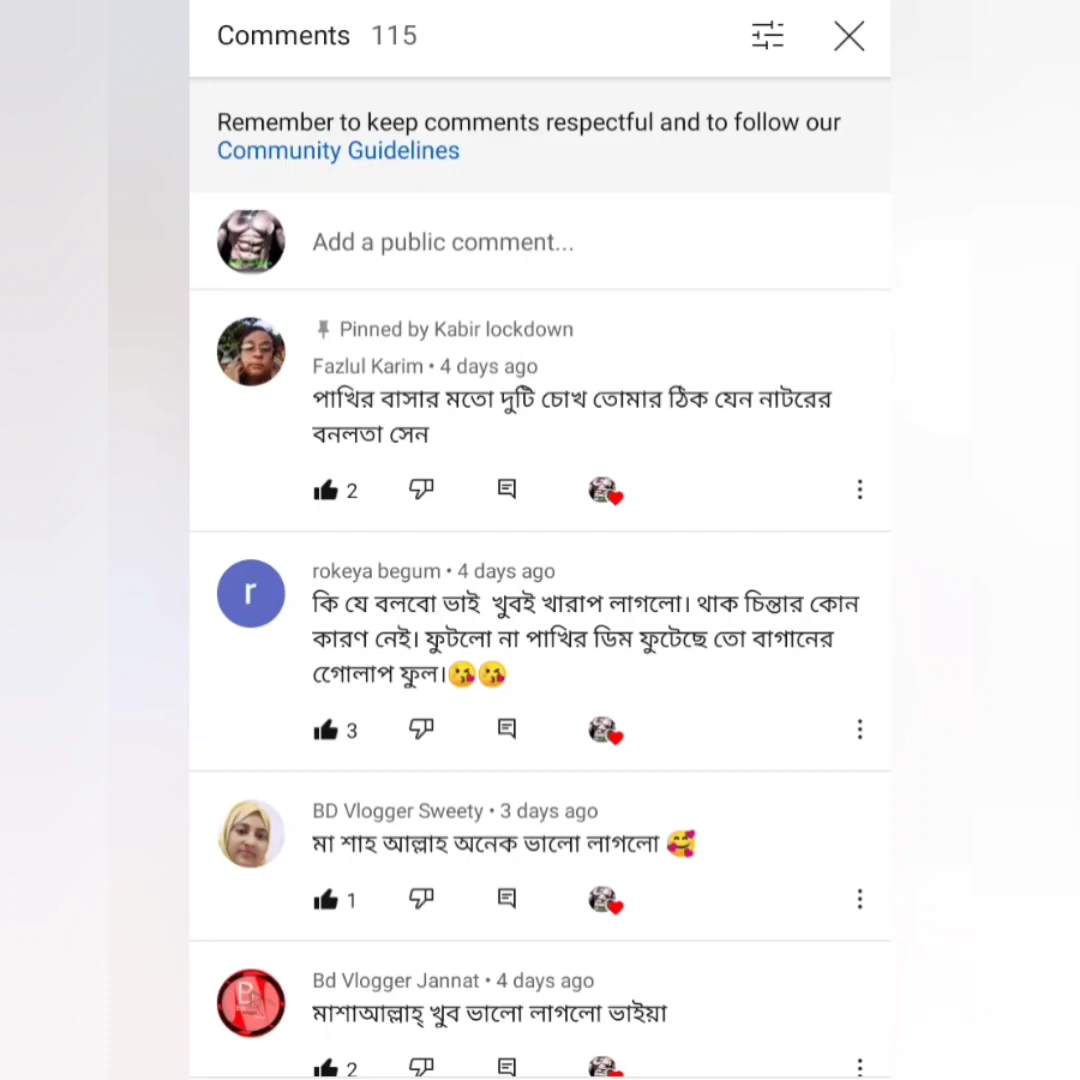 Comments 115
Remember to keep comments respectful and to follow our
Community Guidelines
Add a public comment...
Pinned by Kabir lockdown
Fazlul Karim • 4 days ago
পাখির বাসার মতো দুটি চোখ তোমার ঠিক যেন নাটরের
বনলতা সেন
2
r
rokeya begum • 4 days ago
কি যে বলবো ভাই খুবই খারাপ লাগলো। থাক চিন্তার কোন
কারণ নেই। ফুটলো না পাখির ডিম ফুটেছে তো বাগানের
গোেলাপ ফুল।😘😘
3
BD Vlogger Sweety • 3 days ago
মা শাহ আল্লাহ অনেক ভালো লাগলো 🥰
1
Bd Vlogger Jannat • 4 days ago
মাশাআল্লাহ্ খুব ভালো লাগলো ভাইয়া
2